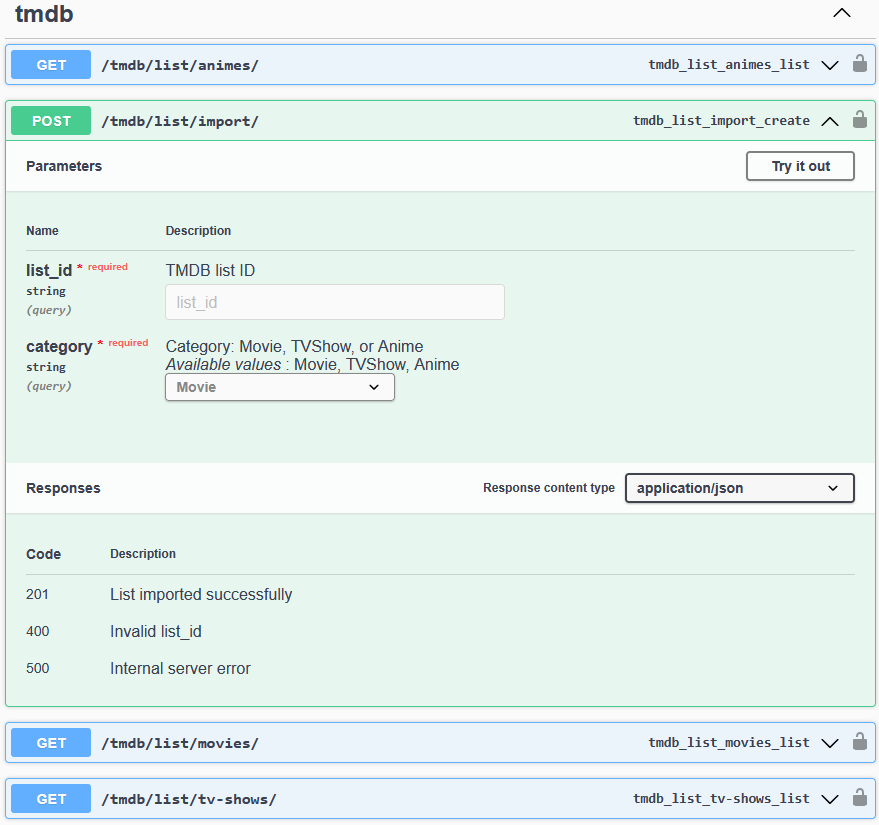 tmdb
GET /tmdb/list/animes/ tmdb_list_animes_list
POST /tmdb/list/import/ tmdb_list_import_create
Parameters Try it out
Name Description
list_id * required TMDB list ID
string
(query)
list_id
category * required Category: Movie, TVShow, or Anime
string Available values : Movie, TVShow, Anime
(query) Movie
Responses Response content type application/json
Code Description
201 List imported successfully
400 Invalid list_id
500 Internal server error
GET /tmdb/list/movies/ tmdb_list_movies_list
GET /tmdb/list/tv-shows/ tmdb_list_tv-shows_list